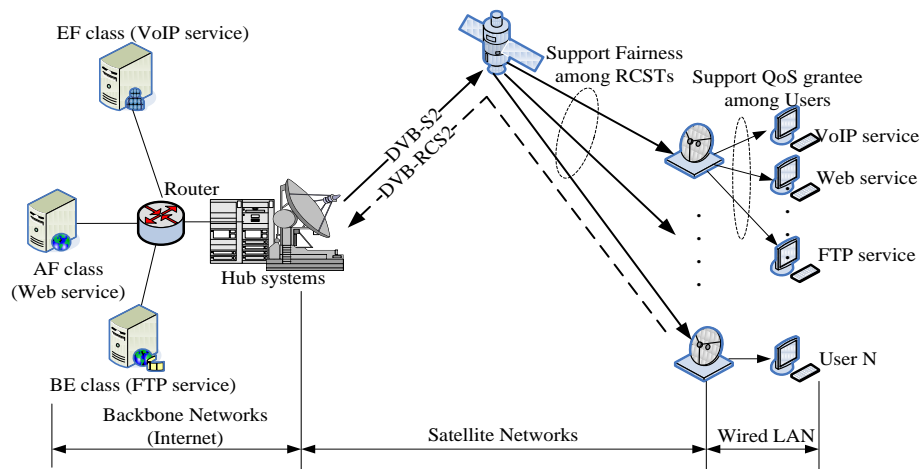 EF class (VoIP service)
Support Fairness
among RCSTs
Support QoS grantee
among Users
DVB-S2
DVB-RCS2
VoIP service
Router
Web service
AF class
(Web service)
Hub systems
FTP service
BE class (FTP service)
User N
Backbone Networks
(Internet)
Satellite Networks
Wired LAN